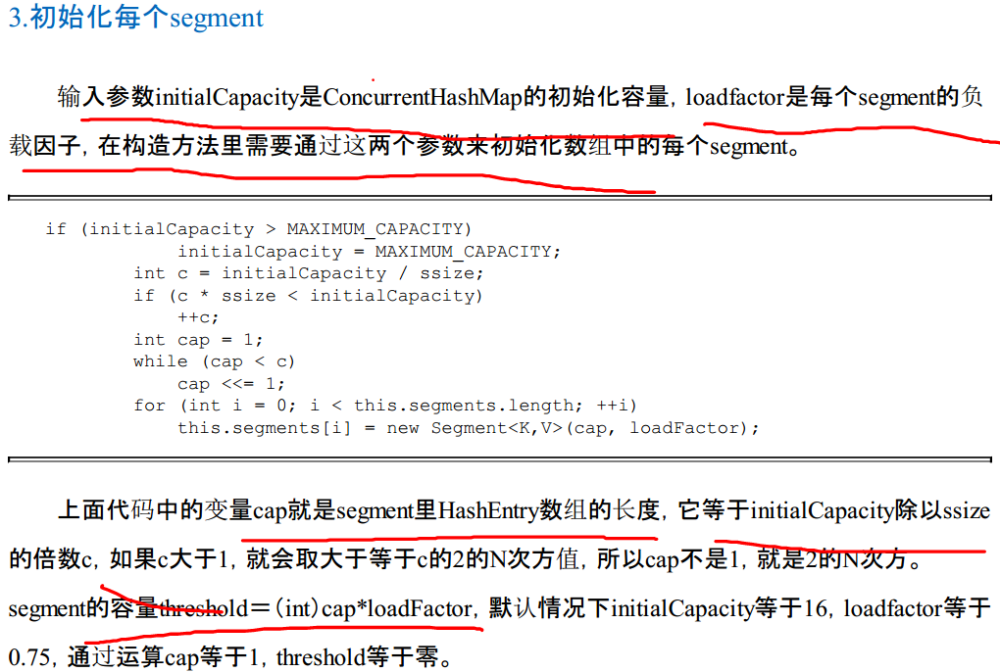 3.初始化每个segment
输入参数initialCapacity是ConcurrentHashMap的初始化容量，loadfactor是每个segment的负
载因子，在构造方法里需要通过这两个参数来初始化数组中的每个segment。
if (initialCapacity > MAXIMUM_CAPACITY)
initialCapacity = MAXIMUM_CAPACITY;
int c = initialCapacity / ssize;
if (c * ssize < initialCapacity)
++c;
int cap = 1;
while (cap < c)
cap <<= 1;
for (int i = 0; i < this.segments.length; ++i)
this.segments[i] = new Segment<K,V>(cap, loadFactor);
上面代码中的变量cap就是segment里HashEntry数组的长度，它等于initialCapacity除以ssize
的倍数c，如果c大于1，就会取大于等于c的2的N次方值，所以cap不是1，就是2的N次方。
segment的容量threshold＝（int）cap*loadFactor，默认情况下initialCapacity等于16，loadfactor等于
0.75，通过运算cap等于1，threshold等于零。